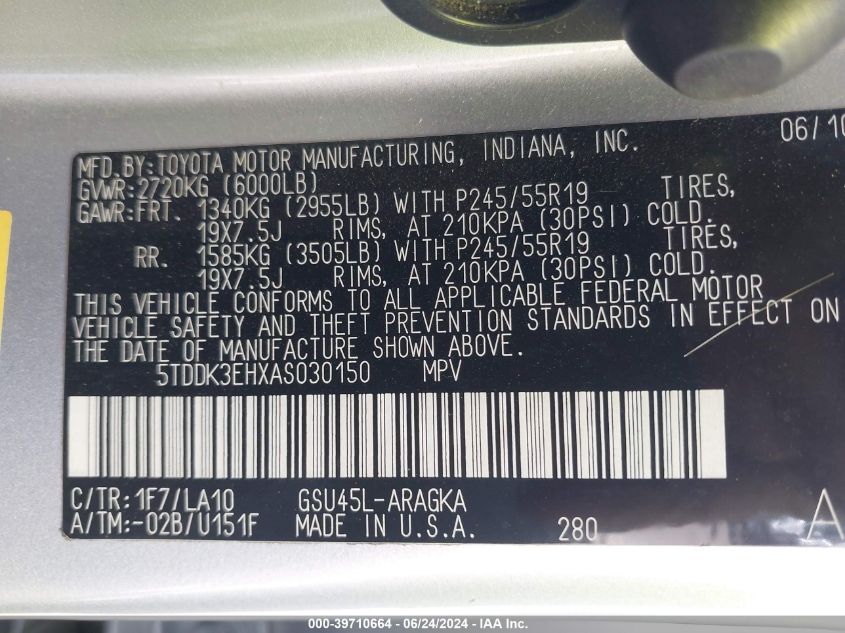 06/10
MFD.BY:TOYOTA MOTOR MANUFACTURING, INDIANA, INC.
GVWR:2720KG (6000LB)
GAWR:FRT. 1340KG (2955LB) WITH P245/55R19 TIRES,
19X7.5J RIMS, AT 210KPA (30PSI) COLD.
RR. 1585KG (3505LB) WITH P245/55R19 TIRES,
19X7.5J RIMS, AT 210KPA (30PSI) COLD.
THIS VEHICLE CONFORMS TO ALL APPLICABLE FEDERAL MOTOR
VEHICLE SAFETY AND THEFT PREVENTION STANDARDS IN EFFECT ON
THE DATE OF MANUFACTURE SHOWN ABOVE.
5TDDK3EHXAS030150 MPV
C/TR:1F7/LA10 GSU45L-ARAGKA
A/TM:-02B/U151F MADE IN U.S.A. 280 A
000-39710664 - 06/24/2024 - IAA Inc.